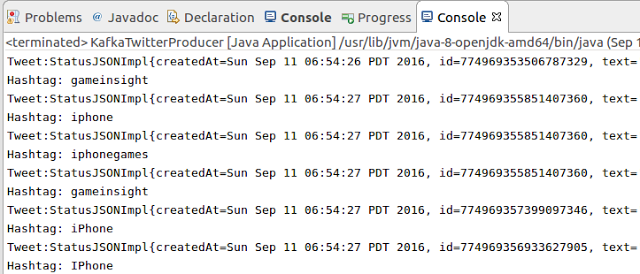 Problems @ Javadoc Declaration Console Progress Console
<terminated> KafkaTwitterProducer [Java Application] /usr/lib/jvm/java-8-openjdk-amd64/bin/java (Sep 1
Tweet:StatusJSONImpl{createdAt=Sun Sep 11 06:54:26 PDT 2016, id=774969353506787329, text=
Hashtag: gameinsight
Tweet:StatusJSONImpl{createdAt=Sun Sep 11 06:54:27 PDT 2016, id=774969355851407360, text=
Hashtag: iphone
Tweet:StatusJSONImpl{createdAt=Sun Sep 11 06:54:27 PDT 2016, id=774969355851407360, text=
Hashtag: iphonegames
Tweet:StatusJSONImpl{createdAt=Sun Sep 11 06:54:27 PDT 2016, id=774969355851407360, text=
Hashtag: gameinsight
Tweet:StatusJSONImpl{createdAt=Sun Sep 11 06:54:27 PDT 2016, id=774969357399097346, text=
Hashtag: iPhone
Tweet:StatusJSONImpl{createdAt=Sun Sep 11 06:54:27 PDT 2016, id=774969356933627905, text=
Hashtag: IPhone